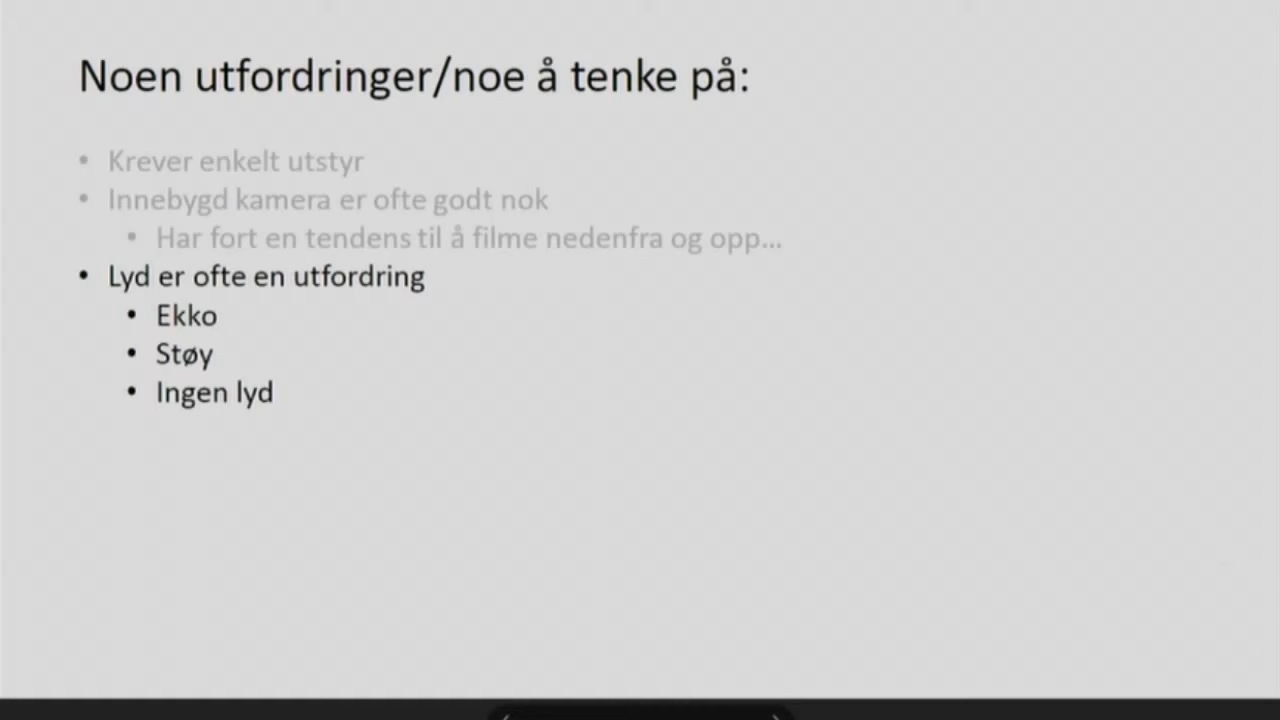 Noen utfordringer/noe å tenke på:
• Krever enkelt utstyr
• Innebygd kamera er ofte godt nok
• Har fort en tendens til å filme nedenfra og opp...
• Lyd er ofte en utfordring
• Ekko
• Støy
• Ingen lyd